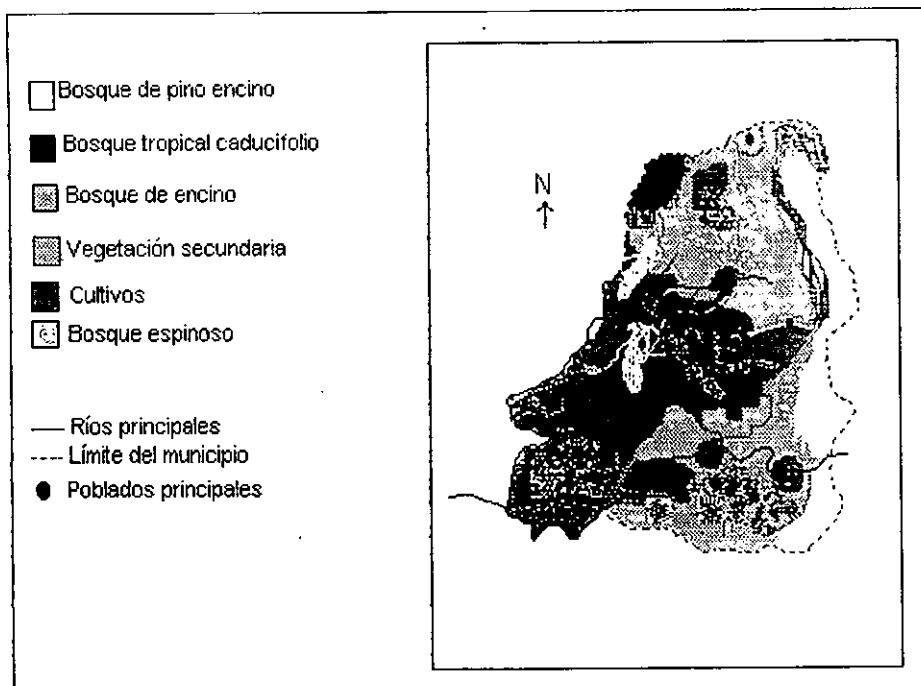 Bosque de pino encino
Bosque tropical caducifolio
Bosque de encino
Vegetación secundaria
Cultivos
Bosque espinoso
Ríos principales
Límite del municipio
Poblados principales
N